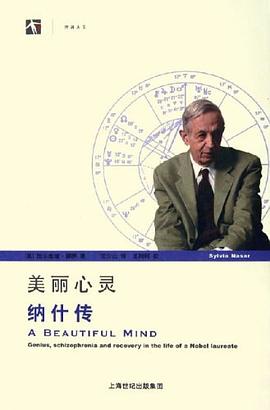 Sylvia Nasar
美丽心灵
纳什传
A BEAUTIFUL MIND
Genius, schizophrenia and recovery in the life of a Nobel laureate
上海世纪出版集团